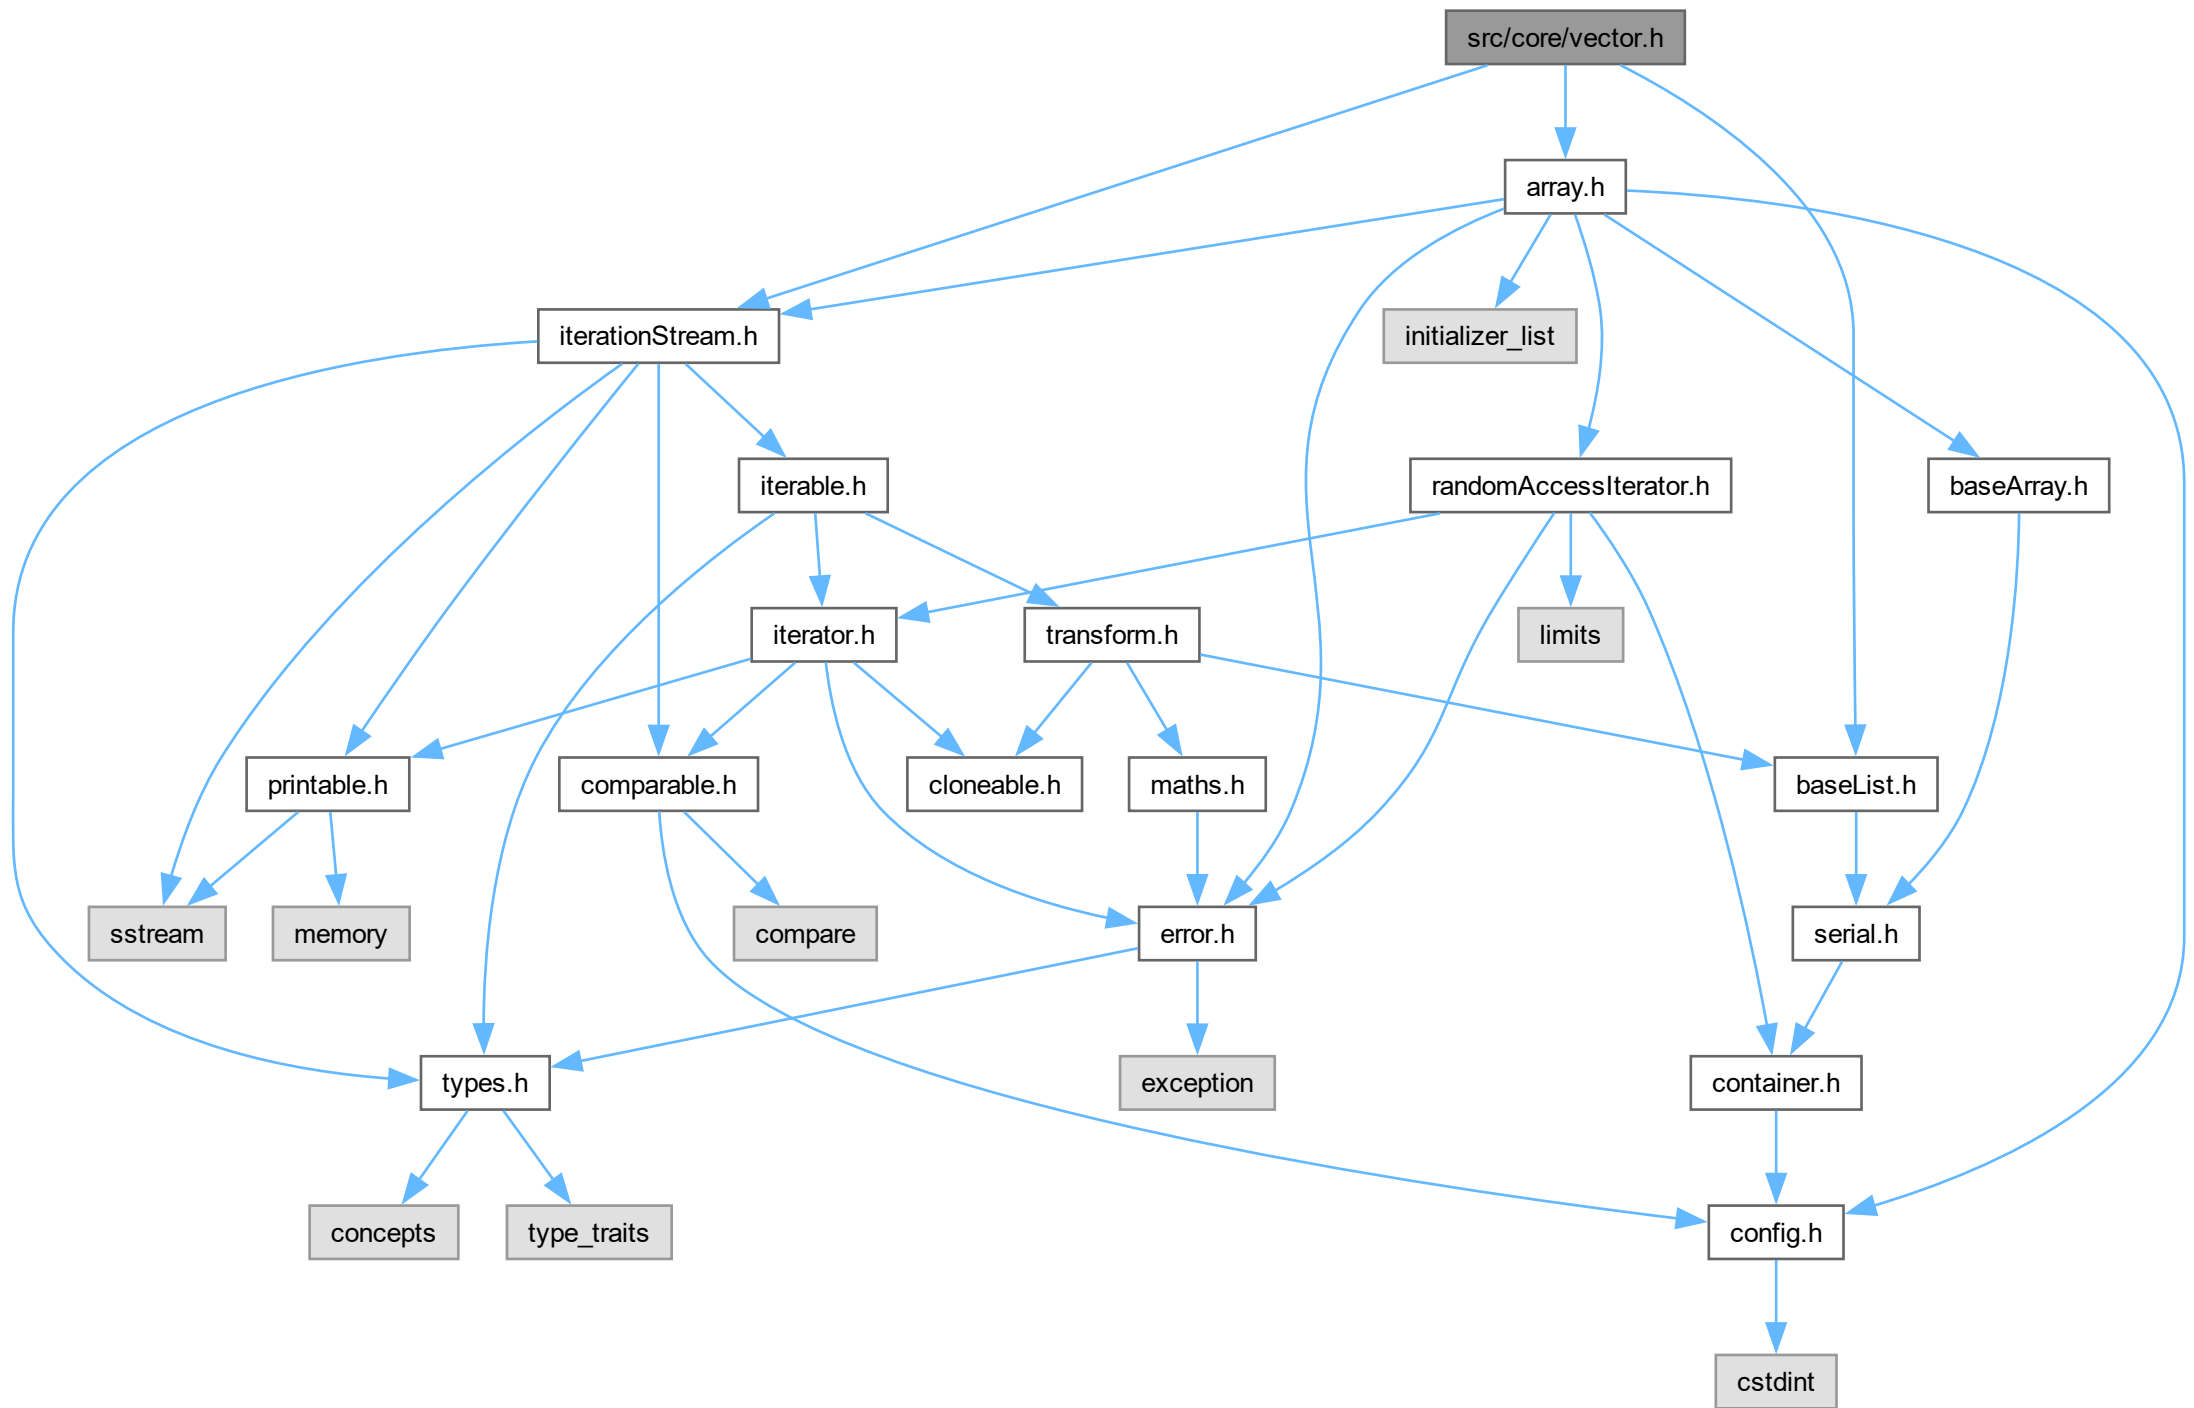 src/core/vector.h
array.h
iterationStream.h
initializer_list
iterable.h
randomAccessIterator.h
baseArray.h
iterator.h
transform.h
limits
printable.h
comparable.h
cloneable.h
maths.h
baseList.h
sstream
memory
compare
error.h
serial.h
types.h
exception
container.h
concepts
type_traits
config.h
cstdint